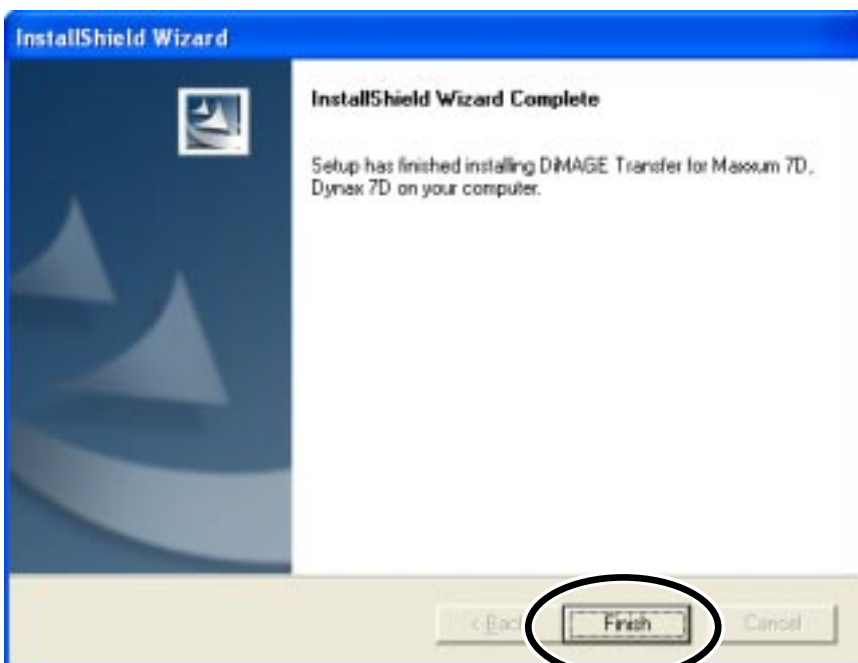 InstallShield Wizard
InstallShield Wizard Complete
Setup has finished installing DiMAGE Transfer for Maxxum 7D,
Dynax 7D on your computer.
< Back
Finish
Cancel